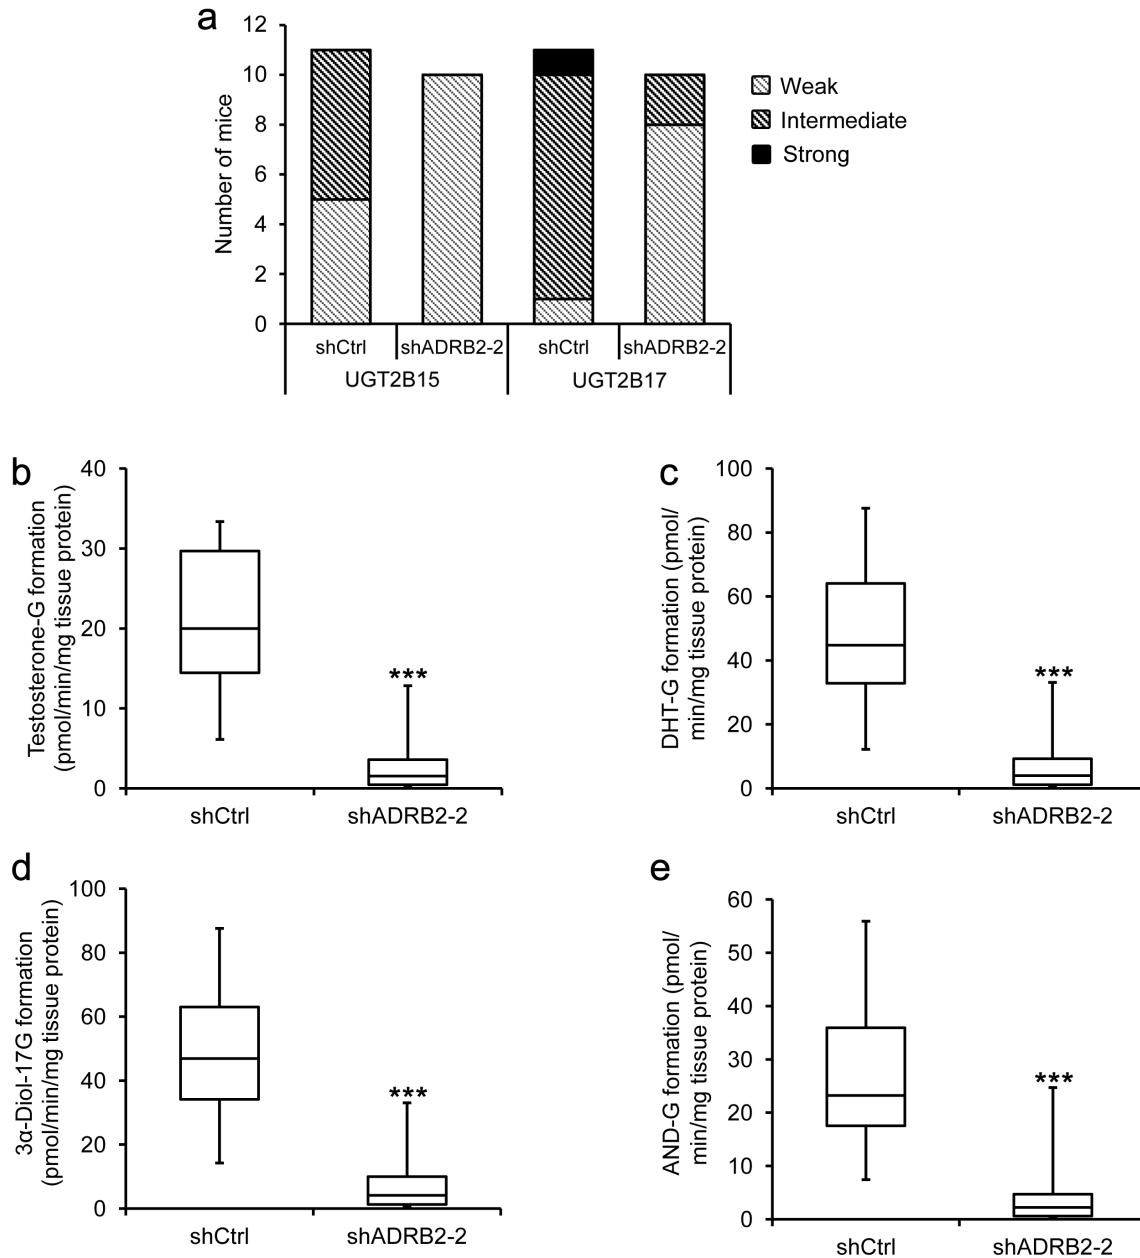 a
12
10
8
6
4
2
0
Number of mice
shCtrl
shADRB2-2
shCtrl
shADRB2-2
UGT2B15
UGT2B17
Weak
Intermediate
Strong
b
40
30
20
10
0
Testosterone-G formation
(pmol/min/mg tissue protein)
***
shCtrl
shADRB2-2
c
100
80
60
40
20
0
DHT-G formation (pmol/
min/mg tissue protein)
***
shCtrl
shADRB2-2
d
100
80
60
40
20
0
3α-Diol-17G formation
(pmol/min/mg tissue protein)
***
shCtrl
shADRB2-2
e
60
50
40
30
20
10
0
AND-G formation (pmol/
min/mg tissue protein)
***
shCtrl
shADRB2-2